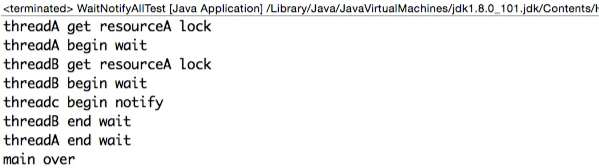 <terminated> WaitNotifyAllTest [Java Application] /Library/Java/JavaVirtualMachines/jdk1.8.0_101.jdk/Contents/H
threadA get resourceA lock
threadA begin wait
threadB get resourceA lock
threadB begin wait
threadc begin notify
threadB end wait
threadA end wait
main over